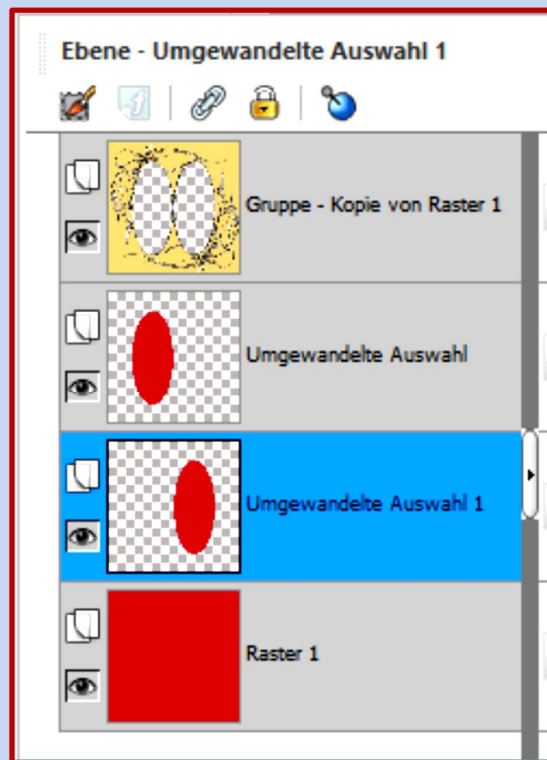 Ebene - Umgewandelte Auswahl 1
Gruppe - Kopie von Raster 1
Umgewandelte Auswahl
Umgewandelte Auswahl 1
Raster 1